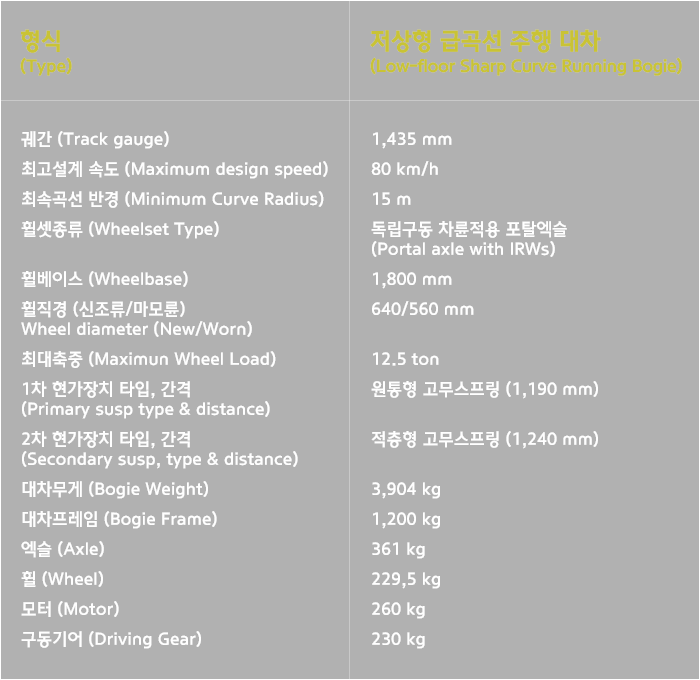 형식 저상형 급곡선 주행 대차
(Type) (Low-floor Sharp Curve Running Bogie)
궤간 (Track gauge) 1,435 mm
최고설계 속도 (Maximum design speed) 80 km/h
최속곡선 반경 (Minimum Curve Radius) 15 m
휠셋종류 (Wheelset Type) 독립구동 차륜적용 포탈엑슬
(Portal axle with IRWs)
휠베이스 (Wheelbase) 1,800 mm
휠직경 (신조류/마모륜) 640/560 mm
Wheel diameter (New/Worn)
최대축중 (Maximun Wheel Load) 12.5 ton
1차 현가장치 타입, 간격 원통형 고무스프링 (1,190 mm)
(Primary susp type & distance)
2차 현가장치 타입, 간격 적층형 고무스프링 (1,240 mm)
(Secondary susp, type & distance)
대차무게 (Bogie Weight) 3,904 kg
대차프레임 (Bogie Frame) 1,200 kg
엑슬 (Axle) 361 kg
휠 (Wheel) 229,5 kg
모터 (Motor) 260 kg
구동기어 (Driving Gear) 230 kg